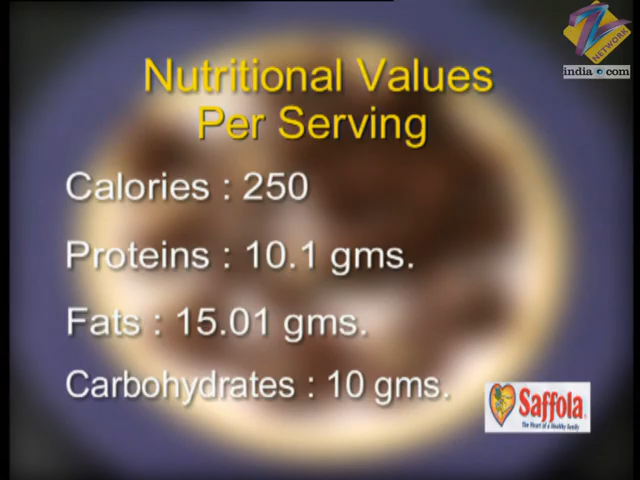 Z
NETWORK
india.com
Nutritional Values
Per Serving
Calories : 250
Proteins : 10.1 gms.
Fats : 15.01 gms.
Carbohydrates : 10 gms.
Saffola
The Heart of a Healthy Family